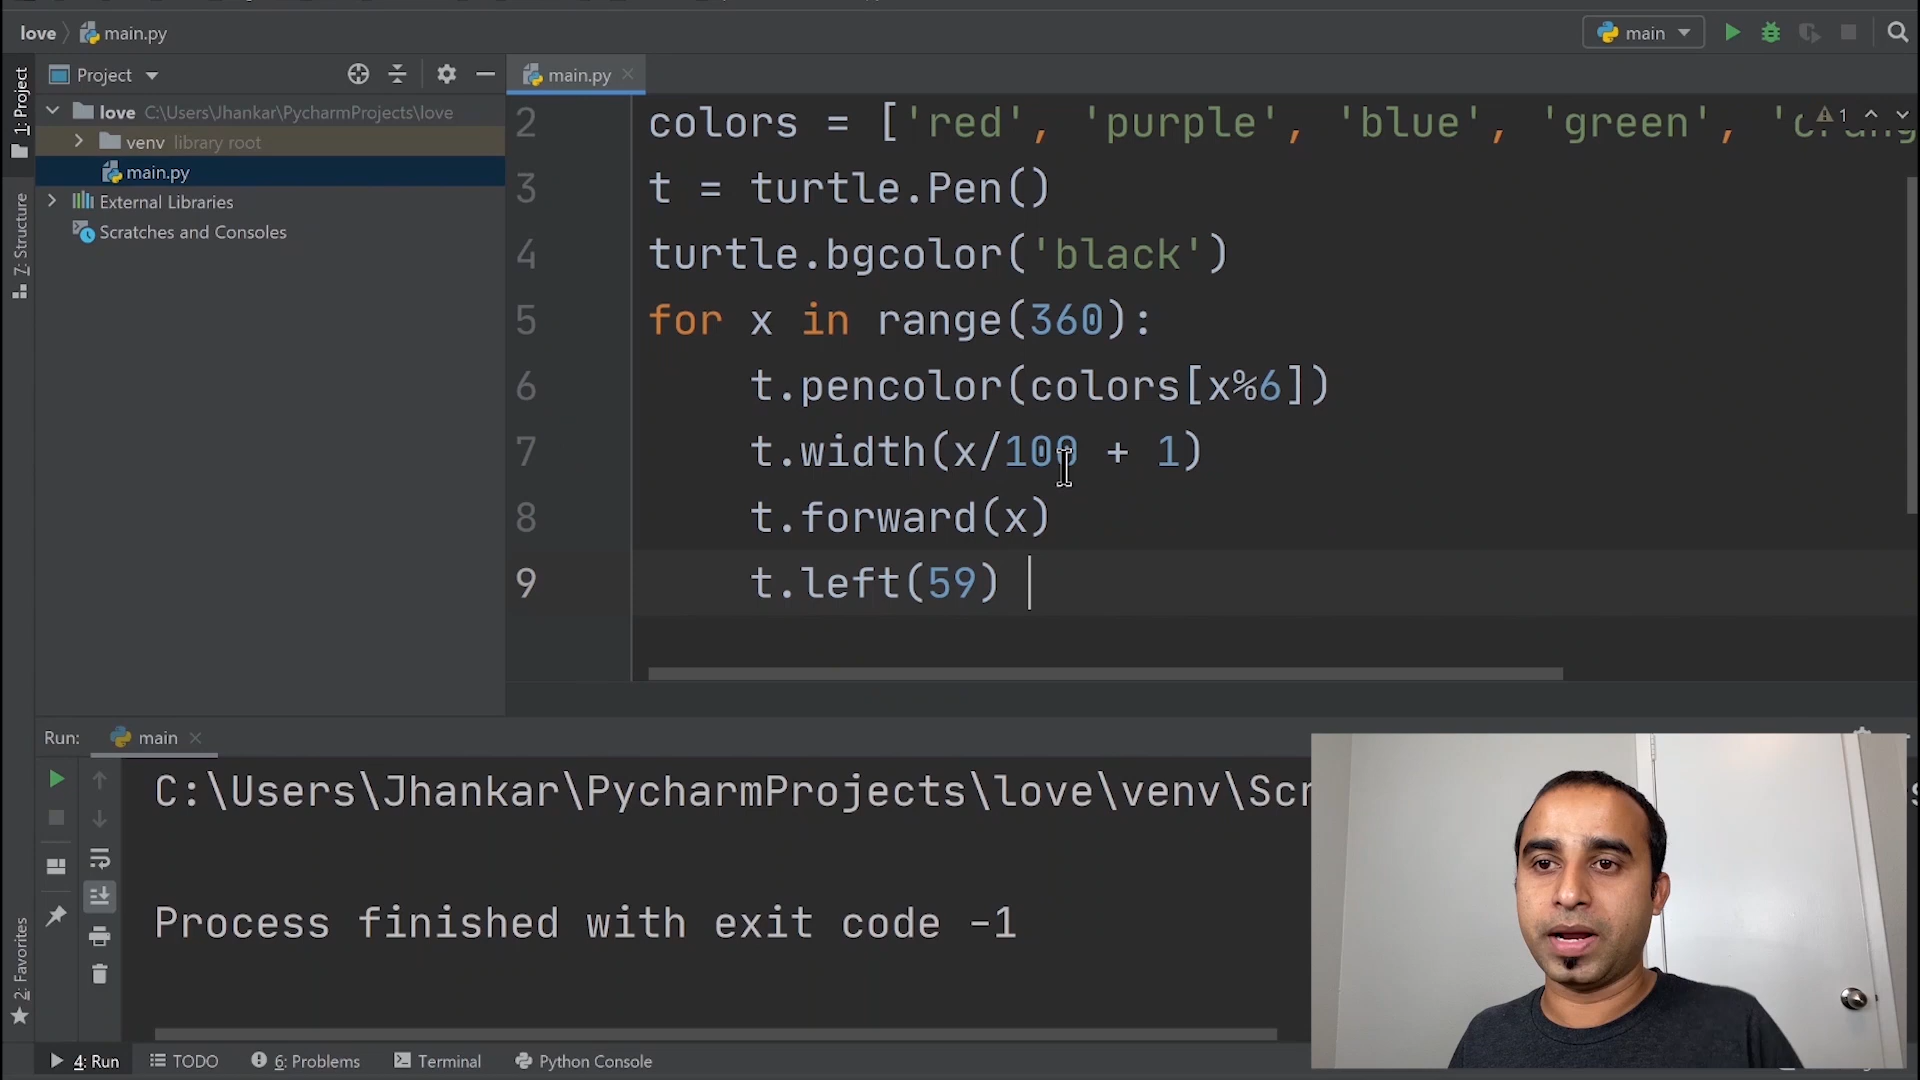 love
main.py
main
1: Project
Project
main.py
love C:\Users\Jhankar\PycharmProjects\love
venv library root
main.py
External Libraries
Scratches and Consoles
7: Structure
1
2 colors = ['red', 'purple', 'blue', 'green', 'orang
3 t = turtle.Pen()
4 turtle.bgcolor('black')
5 for x in range(360):
6 t.pencolor(colors[x%6])
7 t.width(x/100 + 1)
8 t.forward(x)
9 t.left(59)
Run: main
C:\Users\Jhankar\PycharmProjects\love\venv\Scr
Process finished with exit code -1
2: Favorites
4: Run
TODO
6: Problems
Terminal
Python Console